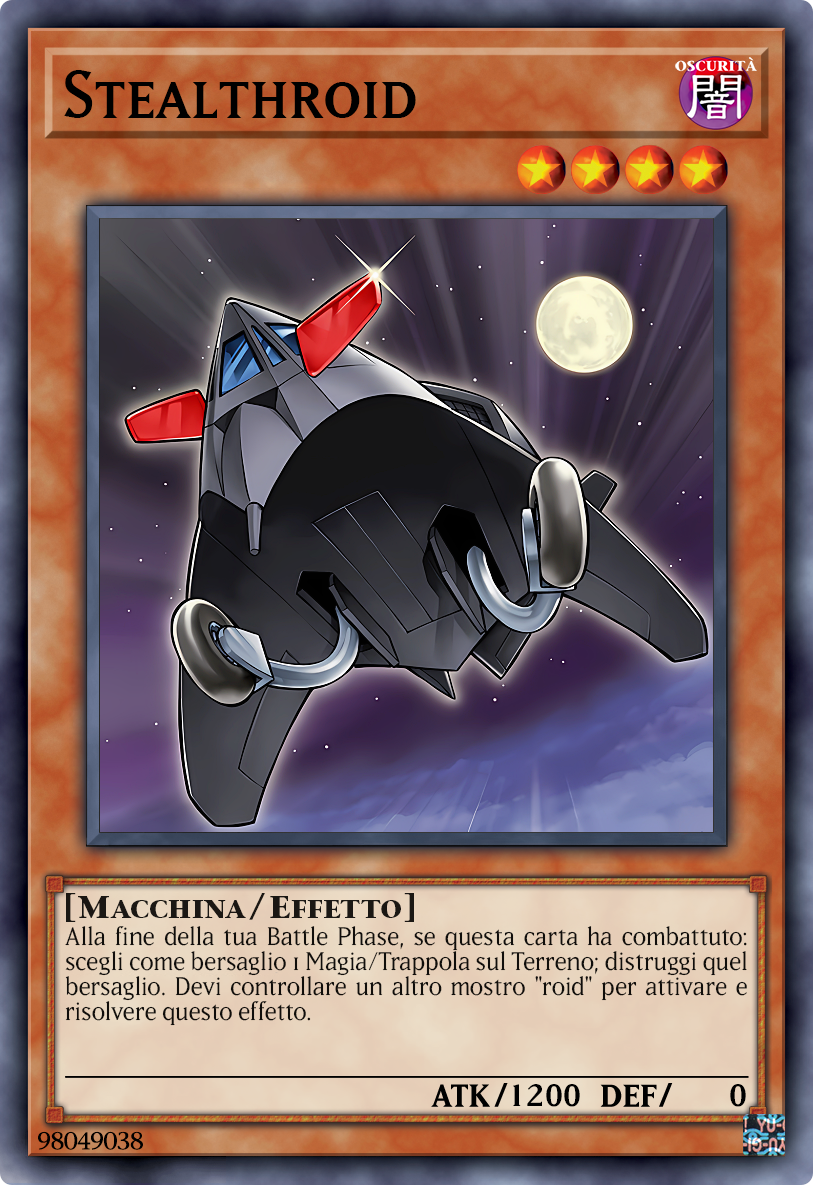 Stealthroid
OSCURITÀ
闇
[Macchina/Effetto]
Alla fine della tua Battle Phase, se questa carta ha combattuto:
scegli come bersaglio 1 Magia/Trappola sul Terreno; distruggi quel
bersaglio. Devi controllare un altro mostro "roid" per attivare e
risolvere questo effetto.
ATK/1200 DEF/ 0
98049038